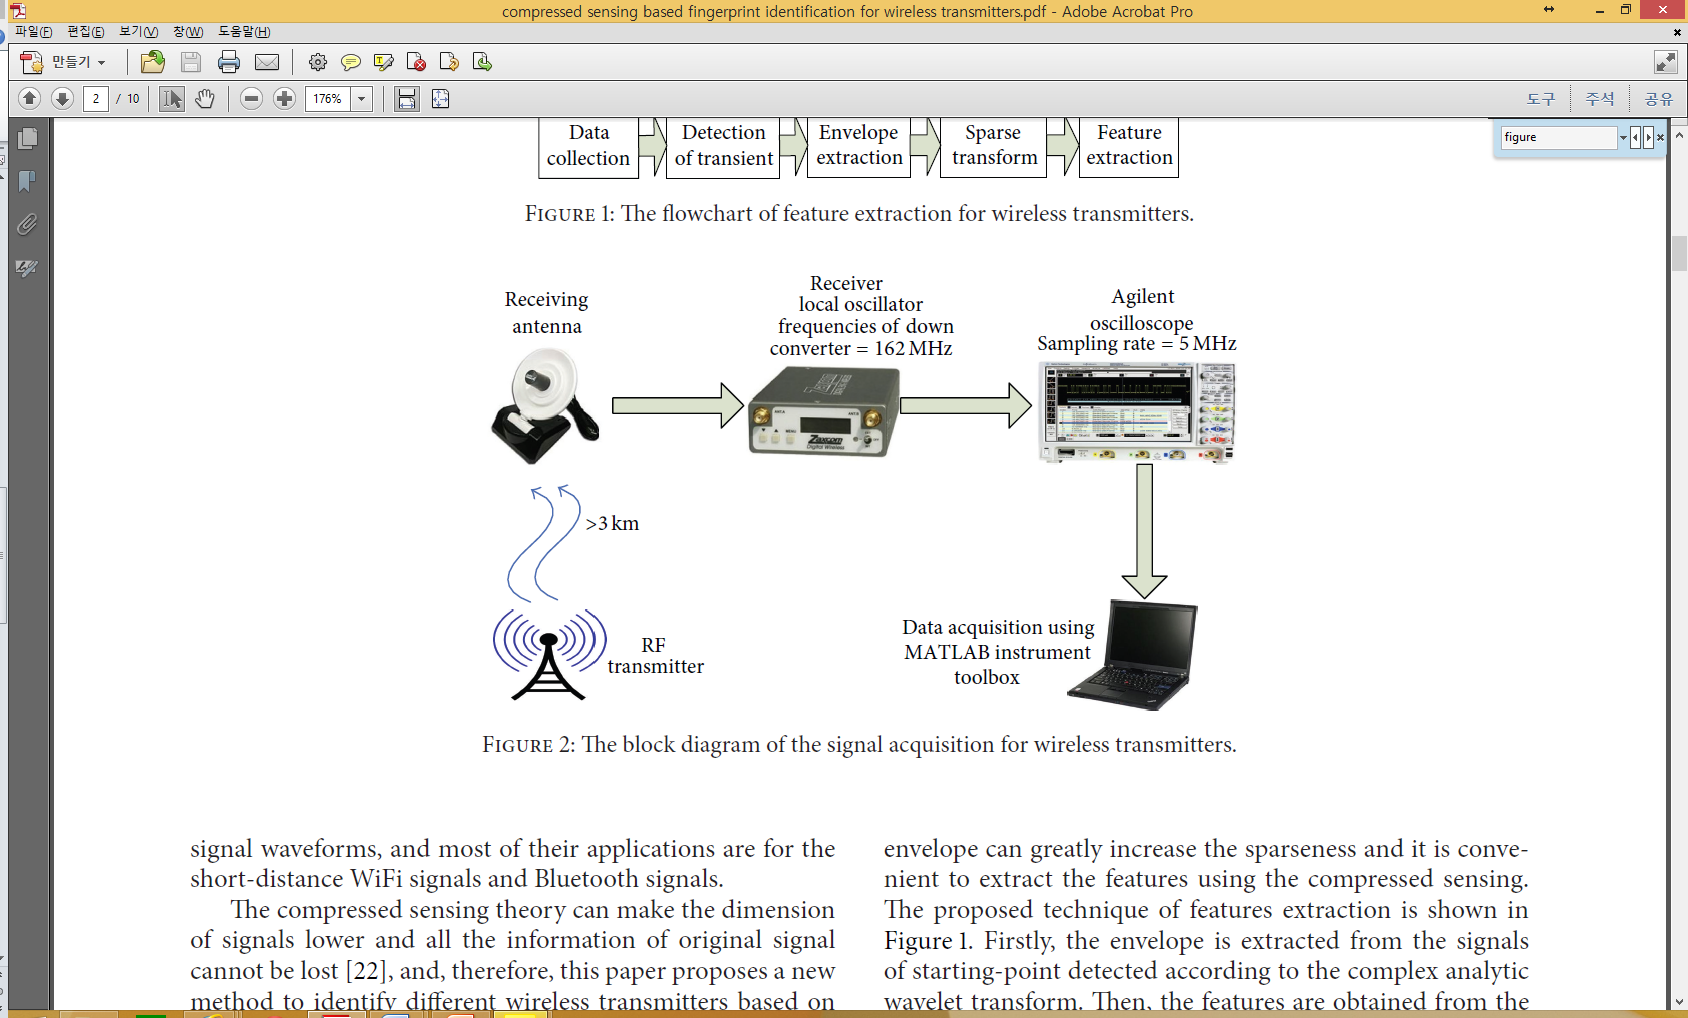 compressed sensing based fingerprint identification for wireless transmitters.pdf - Adobe Acrobat Pro
파일(F) 편집(E) 보기(V) 창(W) 도움말(H)
만들기
2 / 10 176% 도구 주석 공유
figure
Data collection
Detection of transient
Envelope extraction
Sparse transform
Feature extraction
FIGURE 1: The flowchart of feature extraction for wireless transmitters.
Receiving
antenna
Receiver
local oscillator
frequencies of down
converter = 162 MHz
Agilent
oscilloscope
Sampling rate = 5 MHz
ANT-A
ANT-B
MENU
Zaxcom
Digital Wireless
>3 km
RF
transmitter
Data acquisition using
MATLAB instrument
toolbox
FIGURE 2: The block diagram of the signal acquisition for wireless transmitters.
signal waveforms, and most of their applications are for the
short-distance WiFi signals and Bluetooth signals.
The compressed sensing theory can make the dimension
of signals lower and all the information of original signal
cannot be lost [22], and, therefore, this paper proposes a new
method to identify different wireless transmitters based on
envelope can greatly increase the sparseness and it is conve-
nient to extract the features using the compressed sensing.
The proposed technique of features extraction is shown in
Figure 1. Firstly, the envelope is extracted from the signals
of starting-point detected according to the complex analytic
wavelet transform. Then, the features are obtained from the